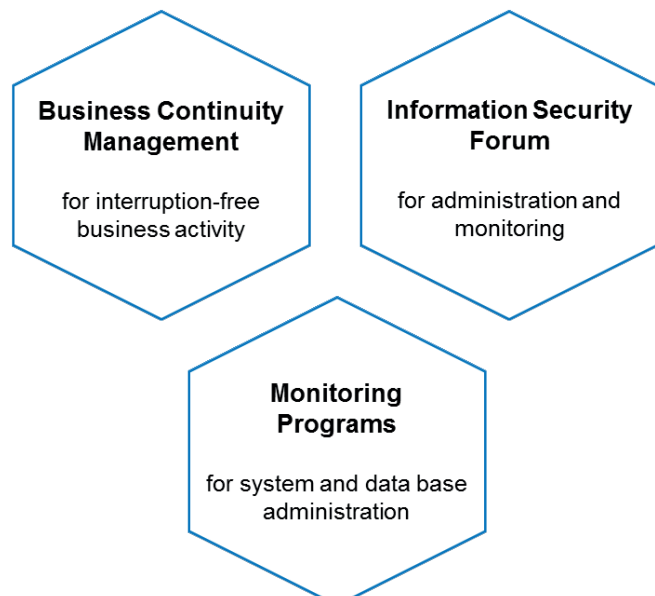 Business Continuity
Management
for interruption-free
business activity
Information Security
Forum
for administration and
monitoring
Monitoring
Programs
for system and data base
administration